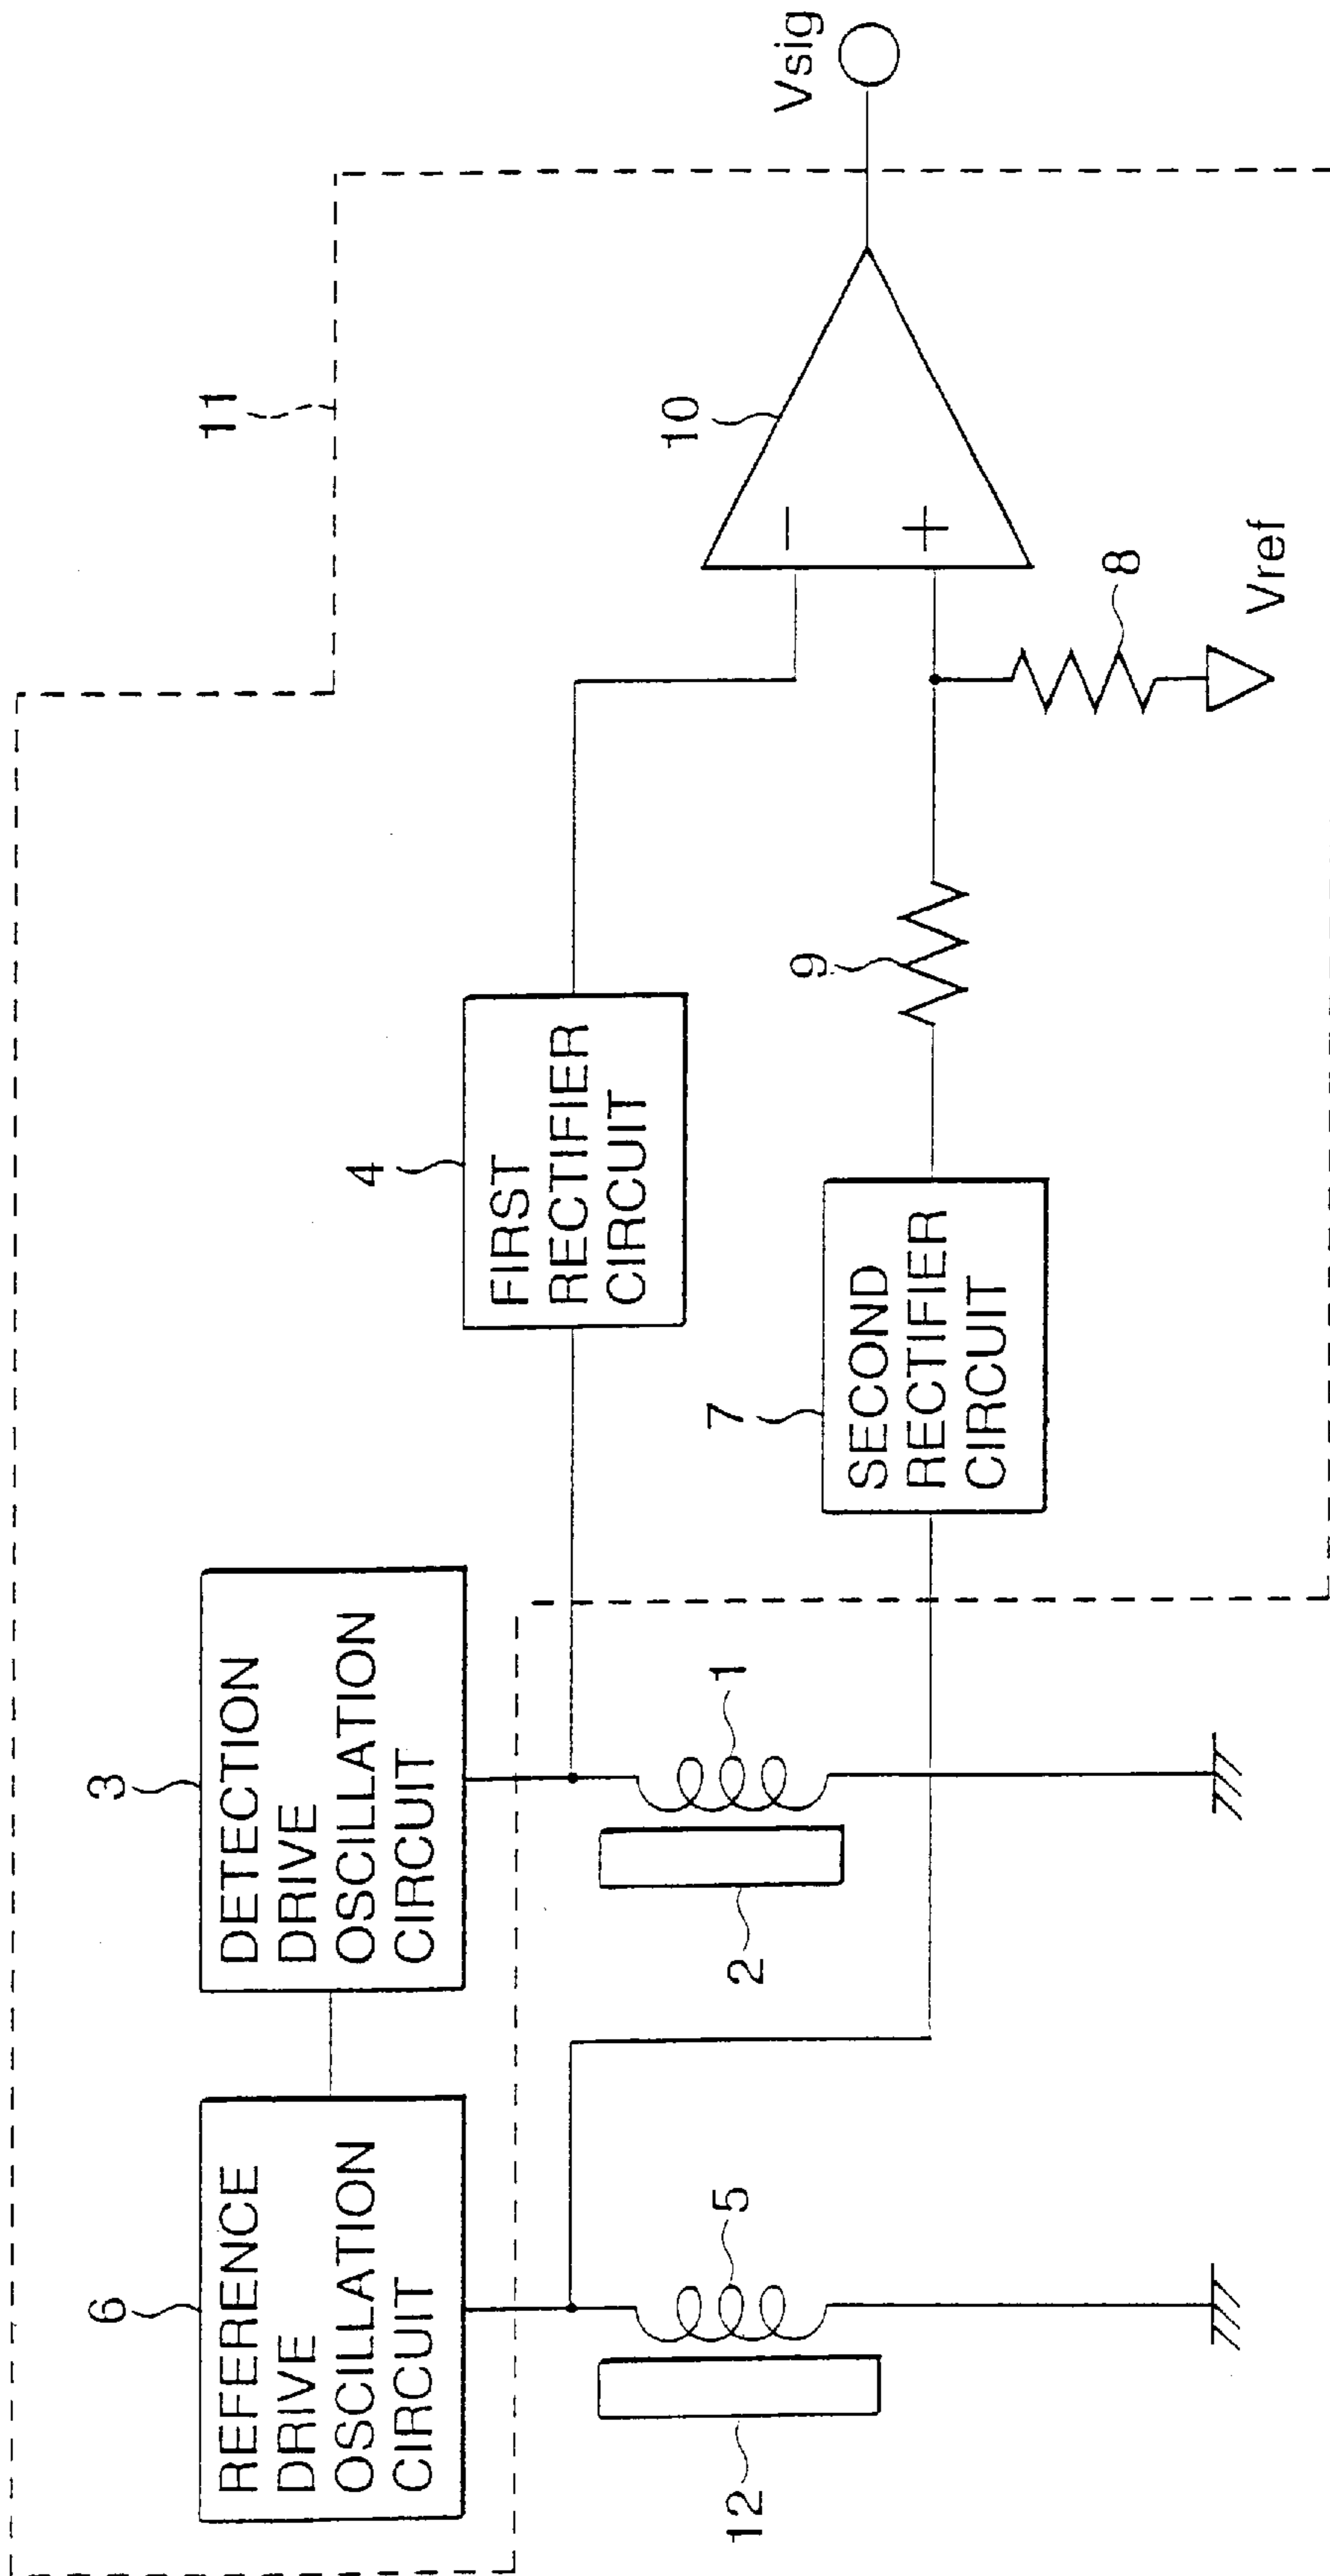 11
Vsig
6
REFERENCE
DRIVE
OSCILLATION
CIRCUIT
3
DETECTION
DRIVE
OSCILLATION
CIRCUIT
4
FIRST
RECTIFIER
CIRCUIT
10
−
+
12
5
2
1
7
SECOND
RECTIFIER
CIRCUIT
9
8
Vref